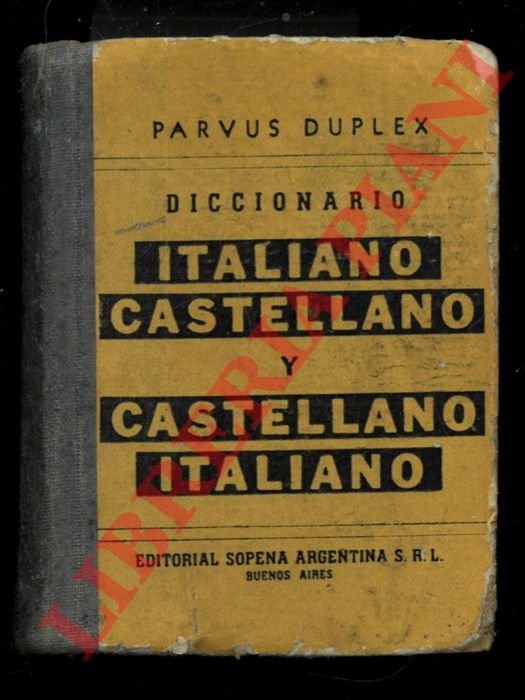 PARVUS DUPLEX
DICCIONARIO
ITALIANO
CASTELLANO
Y
CASTELLANO
ITALIANO
EDITORIAL SOPENA ARGENTINA S. R. L.
BUENOS AIRES
LIBRERIA PIANI